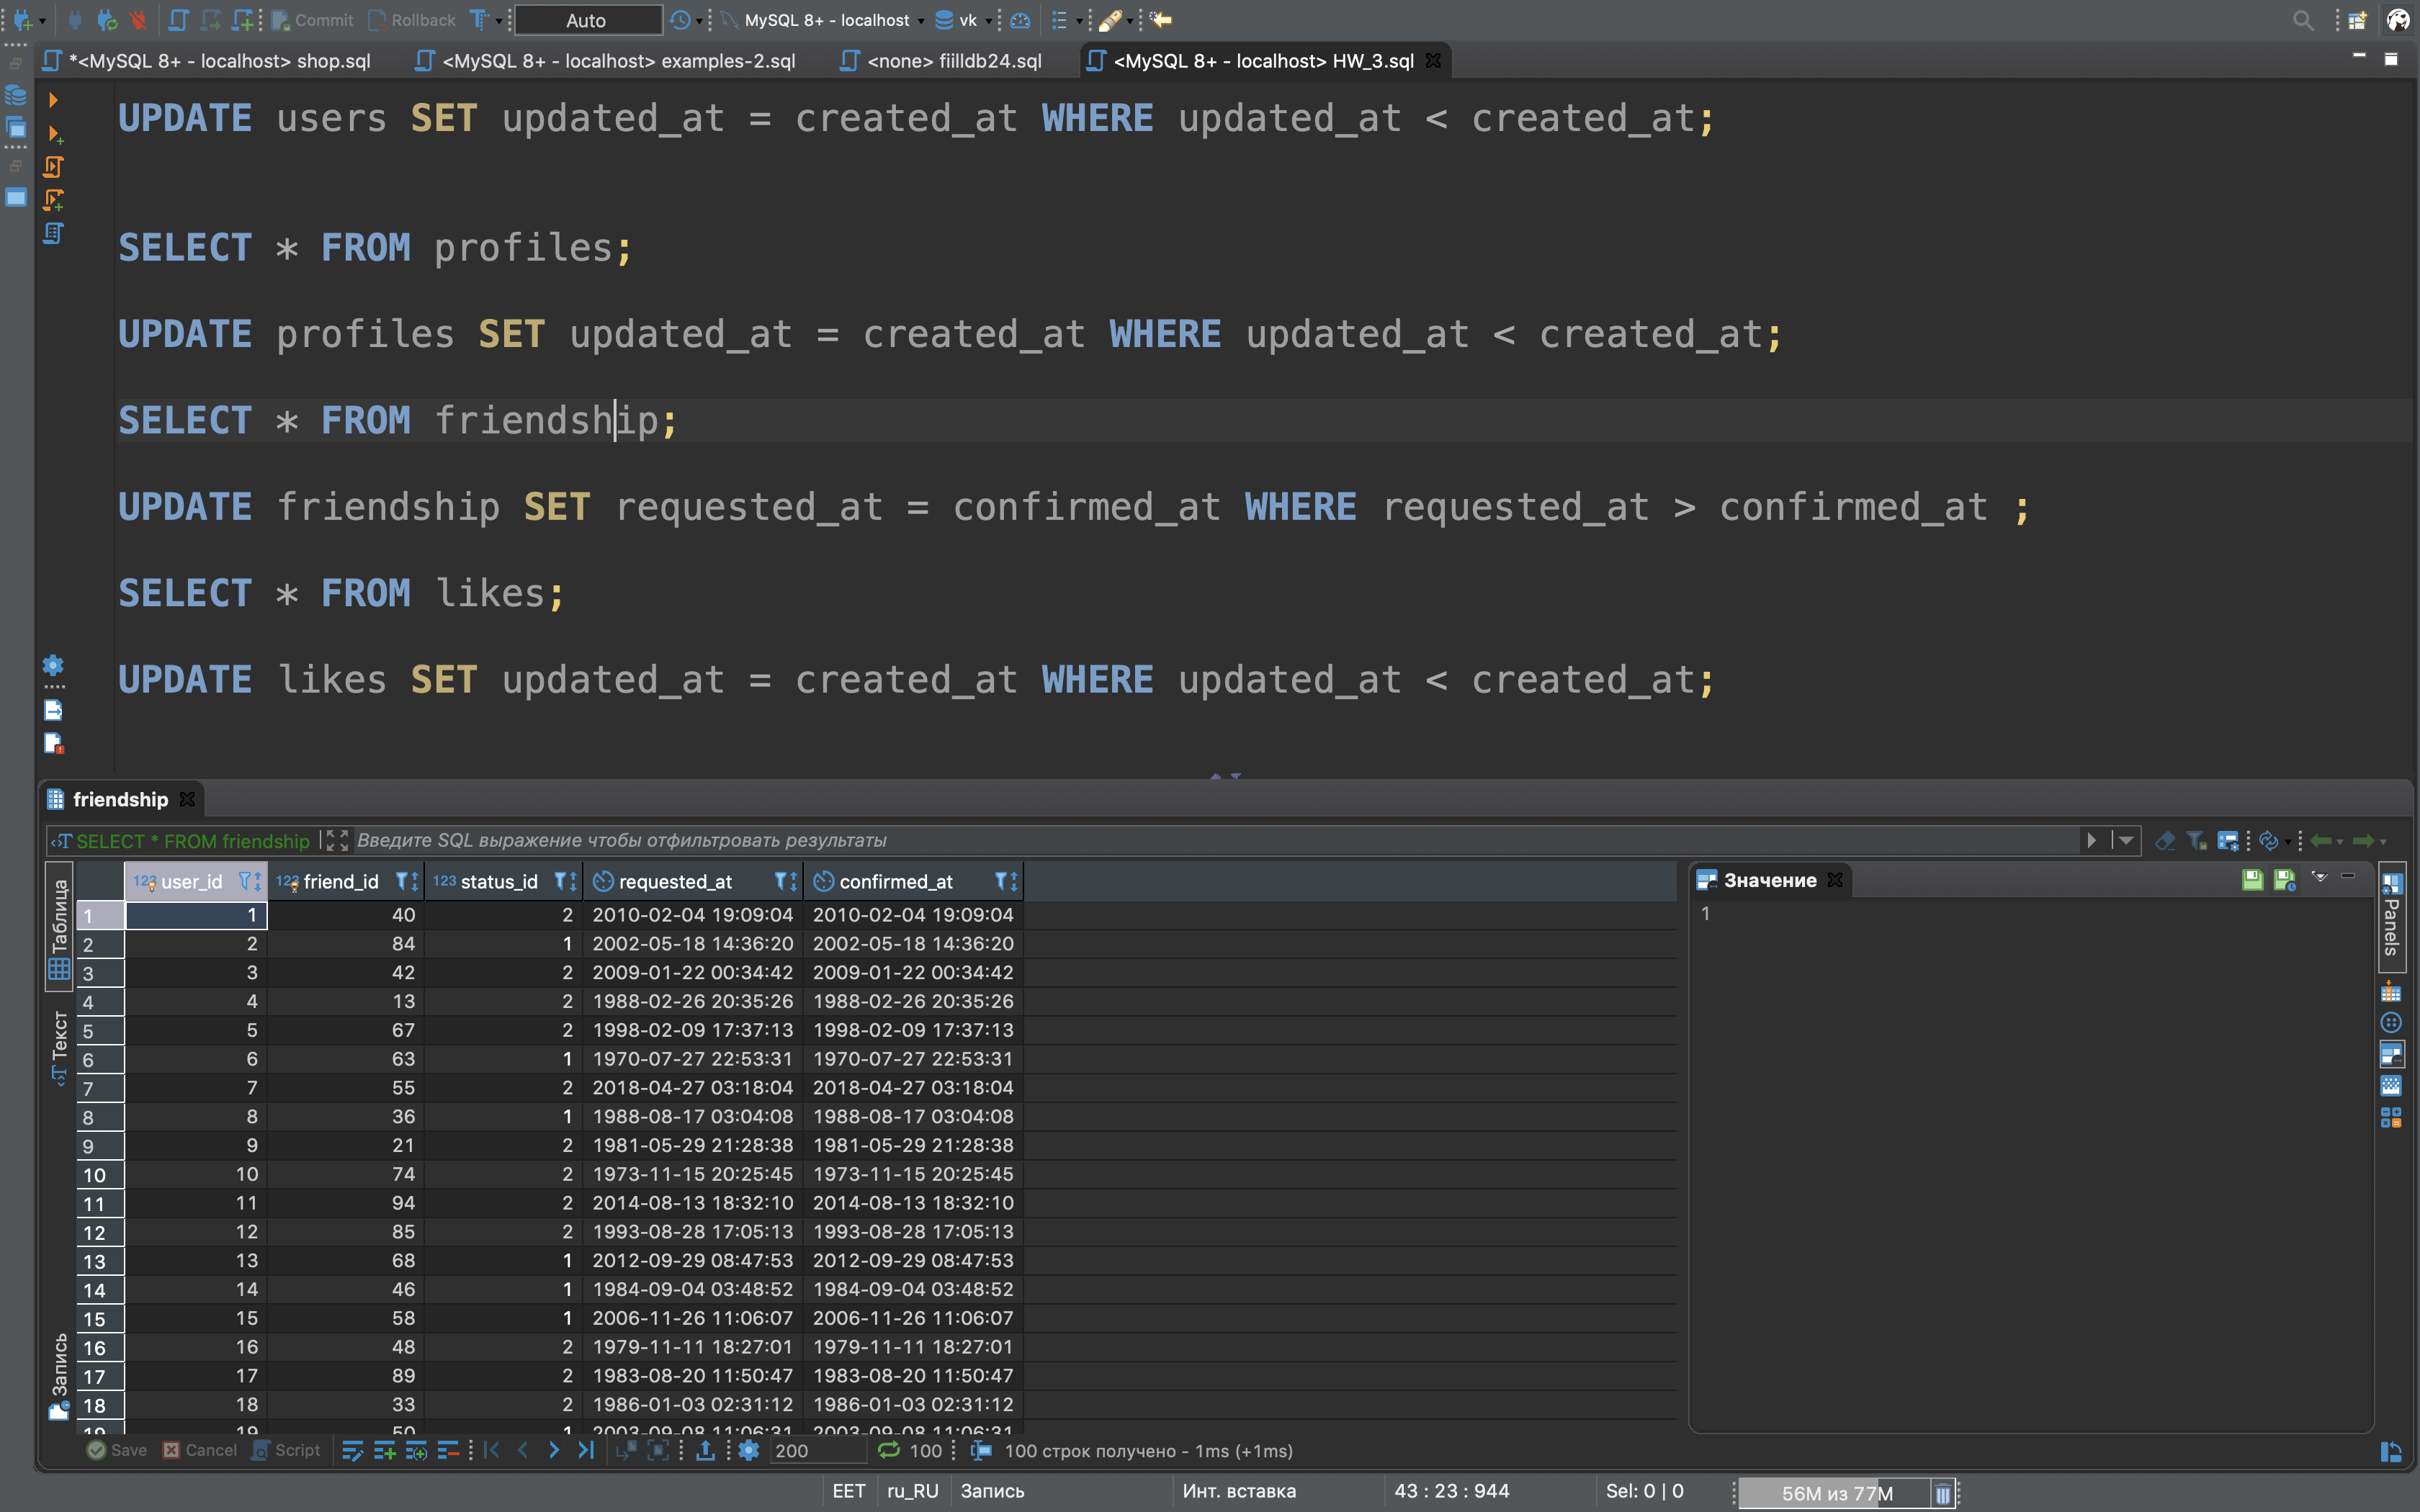 Commit Rollback Auto MySQL 8+ - localhost vk
*<MySQL 8+ - localhost> shop.sql <MySQL 8+ - localhost> examples-2.sql <none> fiilldb24.sql <MySQL 8+ - localhost> HW_3.sql
UPDATE users SET updated_at = created_at WHERE updated_at < created_at;
SELECT * FROM profiles;
UPDATE profiles SET updated_at = created_at WHERE updated_at < created_at;
SELECT * FROM friendship;
UPDATE friendship SET requested_at = confirmed_at WHERE requested_at > confirmed_at ;
SELECT * FROM likes;
UPDATE likes SET updated_at = created_at WHERE updated_at < created_at;
friendship
SELECT * FROM friendship Введите SQL выражение чтобы отфильтровать результаты
Таблица
Текст
Запись
123 user_id 123 friend_id 123 status_id requested_at confirmed_at
1 1 40 2 2010-02-04 19:09:04 2010-02-04 19:09:04
2 2 84 1 2002-05-18 14:36:20 2002-05-18 14:36:20
3 3 42 2 2009-01-22 00:34:42 2009-01-22 00:34:42
4 4 13 2 1988-02-26 20:35:26 1988-02-26 20:35:26
5 5 67 2 1998-02-09 17:37:13 1998-02-09 17:37:13
6 6 63 1 1970-07-27 22:53:31 1970-07-27 22:53:31
7 7 55 2 2018-04-27 03:18:04 2018-04-27 03:18:04
8 8 36 1 1988-08-17 03:04:08 1988-08-17 03:04:08
9 9 21 2 1981-05-29 21:28:38 1981-05-29 21:28:38
10 10 74 2 1973-11-15 20:25:45 1973-11-15 20:25:45
11 11 94 2 2014-08-13 18:32:10 2014-08-13 18:32:10
12 12 85 2 1993-08-28 17:05:13 1993-08-28 17:05:13
13 13 68 1 2012-09-29 08:47:53 2012-09-29 08:47:53
14 14 46 1 1984-09-04 03:48:52 1984-09-04 03:48:52
15 15 58 1 2006-11-26 11:06:07 2006-11-26 11:06:07
16 16 48 2 1979-11-11 18:27:01 1979-11-11 18:27:01
17 17 89 2 1983-08-20 11:50:47 1983-08-20 11:50:47
18 18 33 2 1986-01-03 02:31:12 1986-01-03 02:31:12
19 19 50 1 2003-09-08 11:06:31 2003-09-08 11:06:31
Значение
1
Panels
Save Cancel Script 200 100 100 строк получено - 1ms (+1ms)
EET ru_RU Запись Инт. вставка 43 : 23 : 944 Sel: 0 | 0 56M из 77M